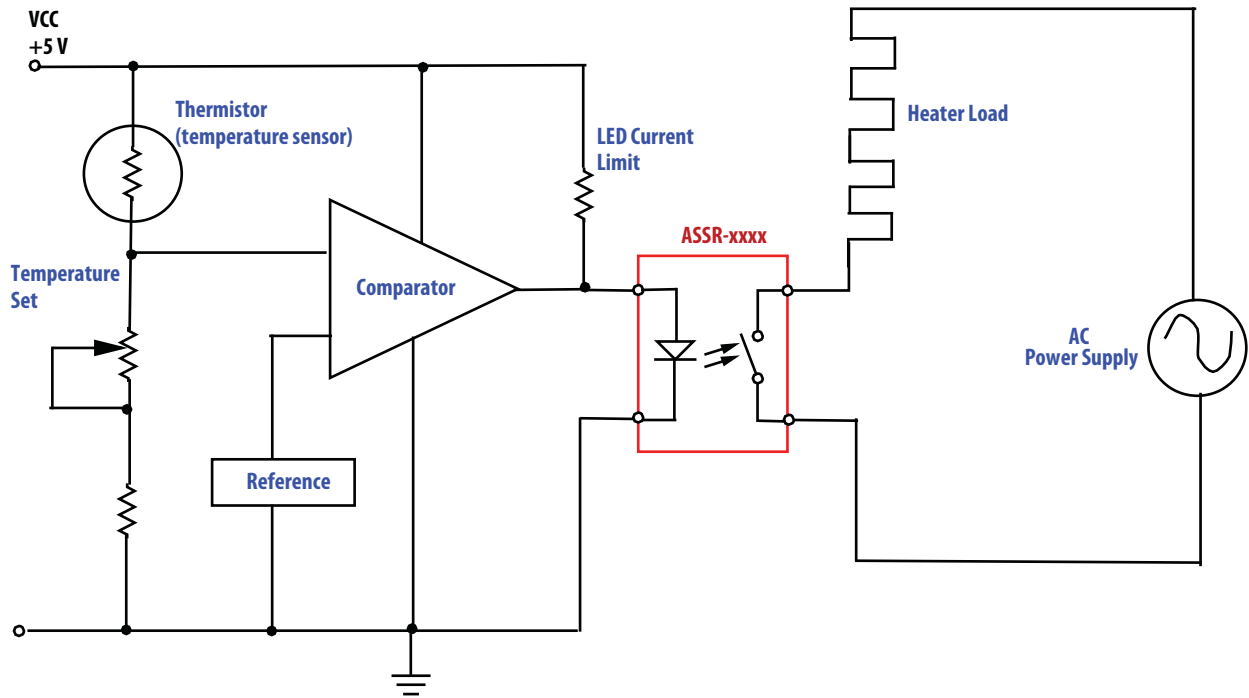 VCC
+5 V
Thermistor
(temperature sensor)
LED Current
Limit
Heater Load
ASSR-xxxx
Temperature
Set
Comparator
AC
Power Supply
Reference